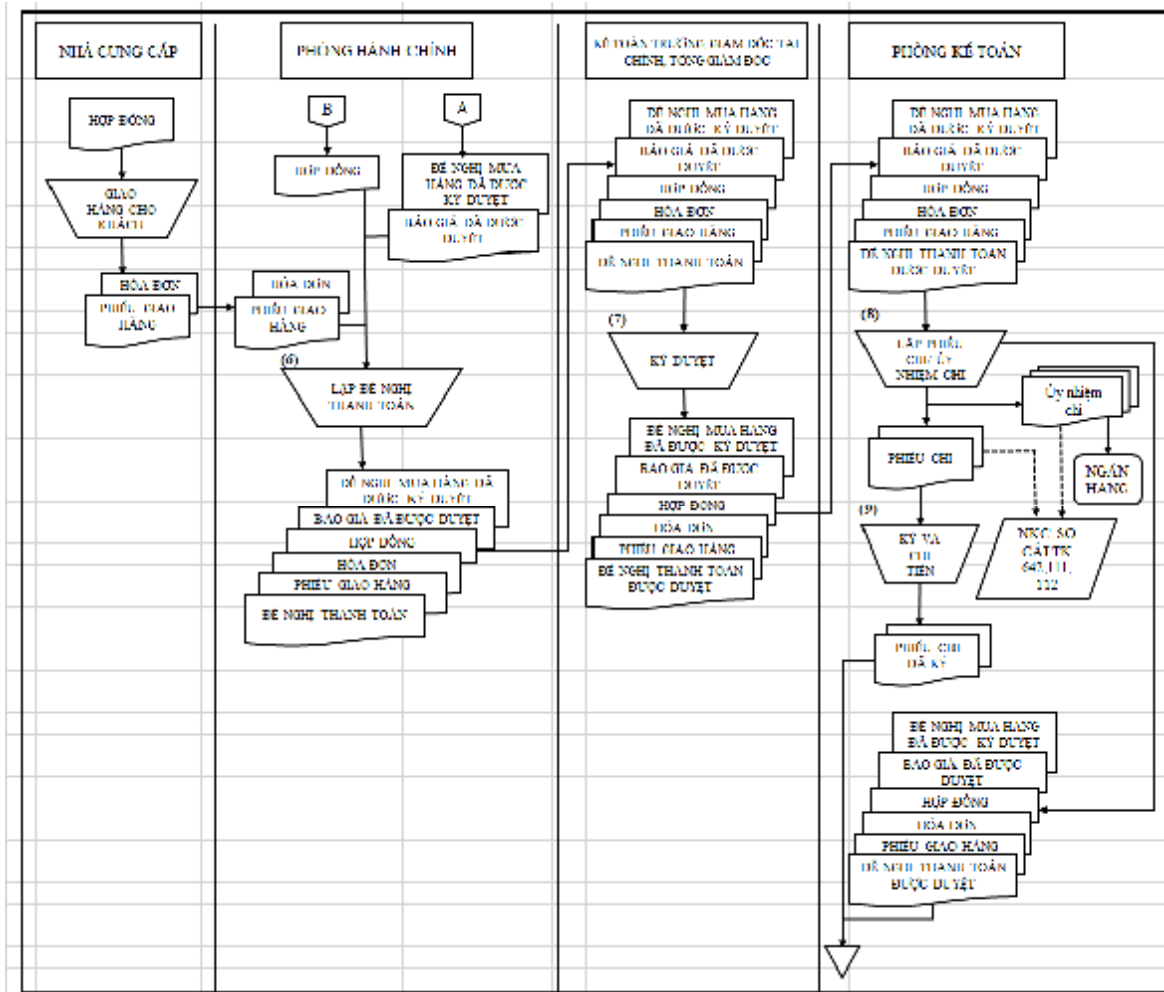 NHÀ CUNG CẤP
PHÒNG HÀNH CHÍNH
KẾ TOÁN TRƯỞNG, GIÁM ĐỐC TÀI
CHÍNH, TỔNG GIÁM ĐỐC
PHÒNG KẾ TOÁN
HỢP ĐỒNG
GIAO
HÀNG CHO
KHÁCH
HÓA ĐƠN
PHIẾU GIAO
HÀNG
B
A
HỢP ĐỒNG
ĐỀ NGHỊ MUA
HÀNG ĐÃ ĐƯỢC
KÝ DUYỆT
BÁO GIÁ ĐÃ ĐƯỢC
DUYỆT
HÓA ĐƠN
PHIẾU GIAO
HÀNG
(6)
LẬP ĐỀ NGHỊ
THANH TOÁN
ĐỀ NGHỊ MUA HÀNG ĐÃ
ĐƯỢC KÝ DUYỆT
BÁO GIÁ ĐÃ ĐƯỢC DUYỆT
HỢP ĐỒNG
HÓA ĐƠN
PHIẾU GIAO HÀNG
ĐỀ NGHỊ THANH TOÁN
ĐỀ NGHỊ MUA HÀNG
ĐÃ ĐƯỢC KÝ DUYỆT
BÁO GIÁ ĐÃ ĐƯỢC
DUYỆT
HỢP ĐỒNG
HÓA ĐƠN
PHIẾU GIAO HÀNG
ĐỀ NGHỊ THANH TOÁN
(7)
KÝ DUYỆT
ĐỀ NGHỊ MUA HÀNG
ĐÃ ĐƯỢC KÝ DUYỆT
BÁO GIÁ ĐÃ ĐƯỢC
DUYỆT
HỢP ĐỒNG
HÓA ĐƠN
PHIẾU GIAO HÀNG
ĐỀ NGHỊ THANH TOÁN
ĐƯỢC DUYỆT
ĐỀ NGHỊ MUA HÀNG
ĐÃ ĐƯỢC KÝ DUYỆT
BÁO GIÁ ĐÃ ĐƯỢC
DUYỆT
HỢP ĐỒNG
HÓA ĐƠN
PHIẾU GIAO HÀNG
ĐỀ NGHỊ THANH TOÁN
ĐƯỢC DUYỆT
(8)
LẬP PHIẾU
CHI/ ỦY
NHIỆM CHI
Ủy nhiệm
chi
PHIẾU CHI
NGÂN
HÀNG
(9)
KÝ VÀ
CHI
TIỀN
NKC, SỔ
CÁI TK
642,111,
112
PHIẾU CHI
ĐÃ KÝ
ĐỀ NGHỊ MUA HÀNG
ĐÃ ĐƯỢC KÝ DUYỆT
BÁO GIÁ ĐÃ ĐƯỢC
DUYỆT
HỢP ĐỒNG
HÓA ĐƠN
PHIẾU GIAO HÀNG
ĐỀ NGHỊ THANH TOÁN
ĐƯỢC DUYỆT